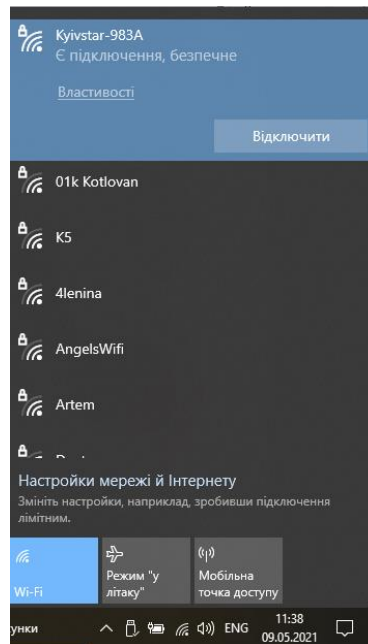 Kyivstar-983A
Є підключення, безпечне
Властивості
Відключити
01k Kotlovan
K5
4lenina
AngelsWifi
Artem
Настройки мережі й Інтернету
Змініть настройки, наприклад, зробивши підключення
лімітним.
Wi-Fi
Режим "у
літаку"
Мобільна
точка доступу
унки
ENG
11:38
09.05.2021